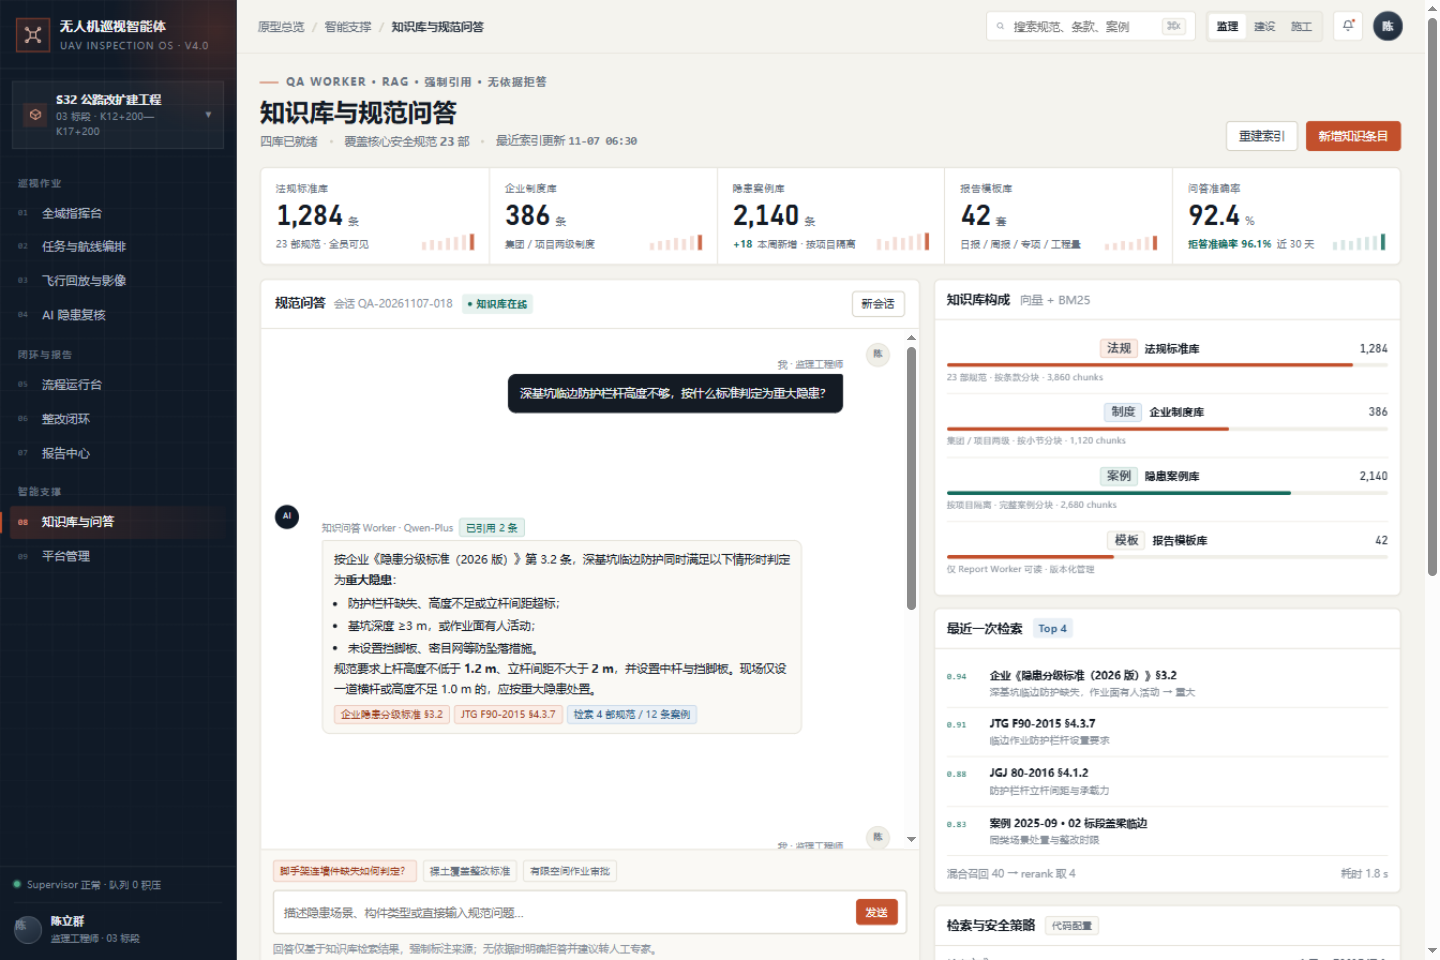 无人机巡视智能体
UAV INSPECTION OS · V4.0
S32 公路改扩建工程
03 标段 · K12+200—
K17+200
巡视作业
01 全域指挥台
02 任务与航线编排
03 飞行回放与影像
04 AI 隐患复核
闭环与报告
05 流程运行台
06 整改闭环
07 报告中心
智能支撑
08 知识库与问答
09 平台管理
Supervisor 正常 · 队列 0 积压
陈
陈立群
监理工程师 · 03 标段
原型总览 / 智能支撑 / 知识库与规范问答
搜索规范、条款、案例 ⌘K
监理 建设 施工
陈
QA WORKER • RAG • 强制引用 • 无依据拒答
知识库与规范问答
四库已就绪 · 覆盖核心安全规范 23 部 · 最近索引更新 11-07 06:30
重建索引 新增知识条目
法规标准库
1,284 条
23 部规范 · 全员可见
企业制度库
386 条
集团 / 项目两级制度
隐患案例库
2,140 条
+18 本周新增 · 按项目隔离
报告模板库
42 套
日报 / 周报 / 专项 / 工程量
问答准确率
92.4 %
拒答准确率 96.1% 近 30 天
规范问答 会话 QA-20261107-018 • 知识库在线
新会话
我 · 监理工程师
陈
深基坑临边防护栏杆高度不够，按什么标准判定为重大隐患？
AI
知识问答 Worker · Qwen-Plus 已引用 2 条
按企业《隐患分级标准（2026 版）》第 3.2 条，深基坑临边防护同时满足以下情形时判定
为重大隐患：
• 防护栏杆缺失、高度不足或立杆间距超标；
• 基坑深度 ≥3 m，或作业面有人活动；
• 未设置挡脚板、密目网等防坠落措施。
规范要求上杆高度不低于 1.2 m、立杆间距不大于 2 m，并设置中杆与挡脚板。现场仅设
一道横杆或高度不足 1.0 m 的，应按重大隐患处置。
企业隐患分级标准 §3.2 JTG F90-2015 §4.3.7 检索 4 部规范 / 12 条案例
我 · 监理工程师
陈
脚手架连墙件缺失如何判定？ 裸土覆盖整改标准 有限空间作业审批
描述隐患场景、构件类型或直接输入规范问题...
发送
回答仅基于知识库检索结果，强制标注来源；无依据时明确拒答并建议转人工专家。
知识库构成 向量 + BM25
法规 法规标准库 1,284
23 部规范 · 按条款分块 · 3,860 chunks
制度 企业制度库 386
集团 / 项目两级 · 按小节分块 · 1,120 chunks
案例 隐患案例库 2,140
按项目隔离 · 完整案例分块 · 2,680 chunks
模板 报告模板库 42
仅 Report Worker 可读 · 版本化管理
最近一次检索 Top 4
0.94 企业《隐患分级标准（2026 版）》§3.2
深基坑临边防护缺失、作业面有人活动 → 重大
0.91 JTG F90-2015 §4.3.7
临边作业防护栏杆设置要求
0.88 JGJ 80-2016 §4.1.2
防护栏杆立杆间距与承载力
0.83 案例 2025-09 • 02 标段盖梁临边
同类场景处置与整改时限
混合召回 40 → rerank 取 4 耗时 1.8 s
检索与安全策略 代码配置